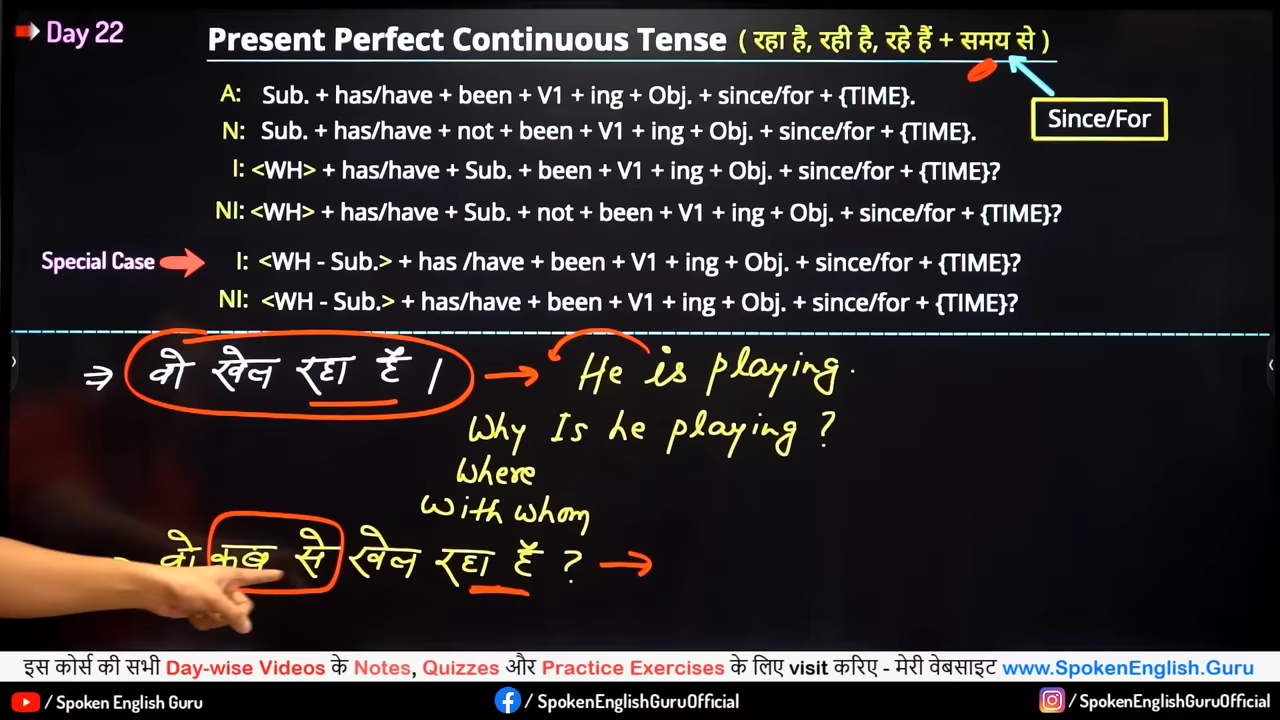 Day 22
Present Perfect Continuous Tense ( रहा है, रही है, रहे हैं + समय से )
Since/For
A: Sub. + has/have + been + V1 + ing + Obj. + since/for + {TIME}.
N: Sub. + has/have + not + been + V1 + ing + Obj. + since/for + {TIME}.
I: <WH> + has/have + Sub. + been + V1 + ing + Obj. + since/for + {TIME}?
NI: <WH> + has/have + Sub. + not + been + V1 + ing + Obj. + since/for + {TIME}?
Special Case
I: <WH - Sub.> + has /have + been + V1 + ing + Obj. + since/for + {TIME}?
NI: <WH - Sub.> + has/have + been + V1 + ing + Obj. + since/for + {TIME}?
⇒ वो खेल रहा है । → He is playing.
Why Is he playing ?
Where
With whom
वो कब से खेल रहा है ? →
इस कोर्स की सभी Day-wise Videos के Notes, Quizzes और Practice Exercises के लिए visit करिए - मेरी वेबसाइट www.SpokenEnglish.Guru
/ Spoken English Guru
/ SpokenEnglishGuruOfficial
/ SpokenEnglishGuruOfficial